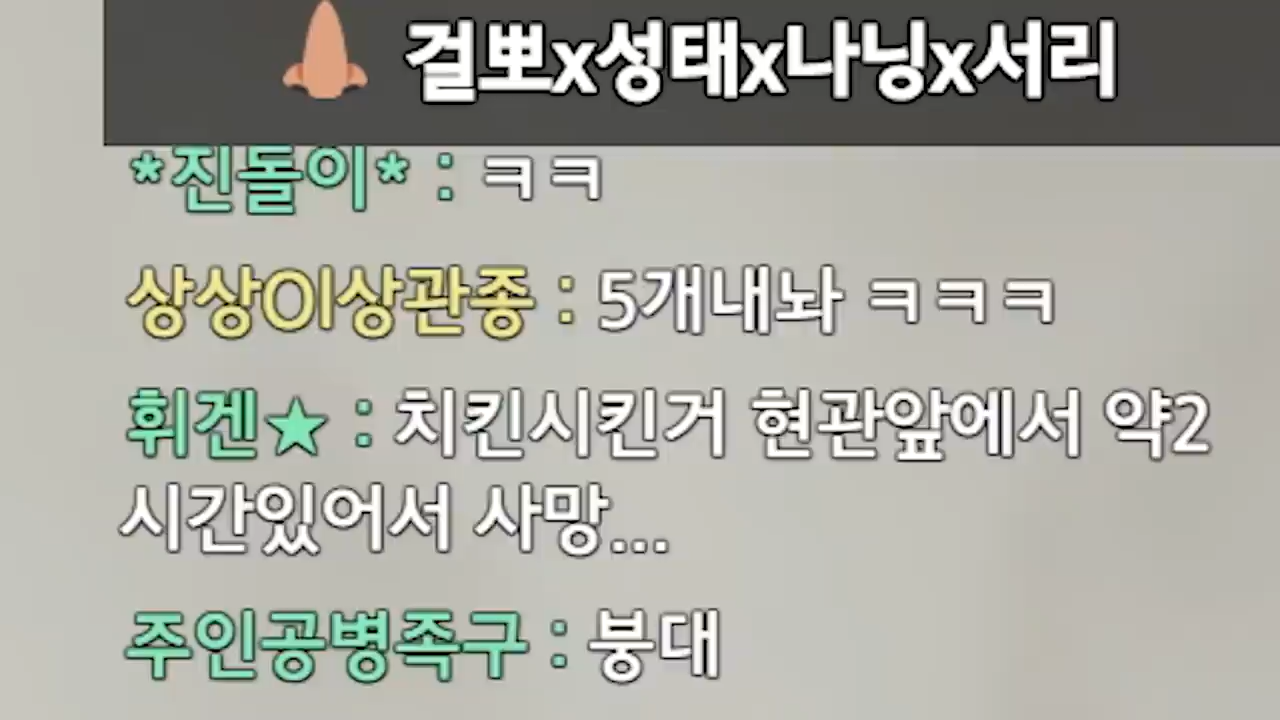 걸뽀x성태x나닝x서리
*진돌이* : ㅋㅋ
상상OI상관종 : 5개내놔 ㅋㅋㅋ
휘겐★ : 치킨시킨거 현관앞에서 약2
시간있어서 사망...
주인공병족구 : 붕대